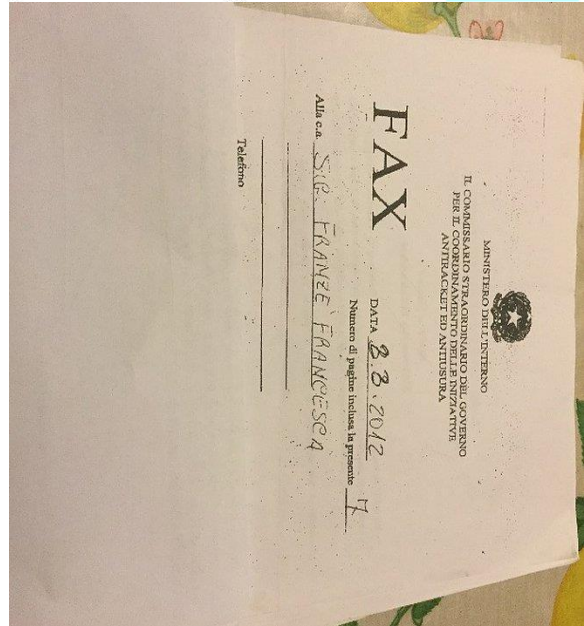 MINISTERO DELL'INTERNO
IL COMMISSARIO STRAORDINARIO DEL GOVERNO
PER IL COORDINAMENTO DELLE INIZIATIVE
ANTIRACKET ED ANTIUSURA
FAX
DATA 8.8.2012
Numero di pagine inclusa la presente 7
Alla c.a. SIG. FRANZE' FRANCESCA
Telefono